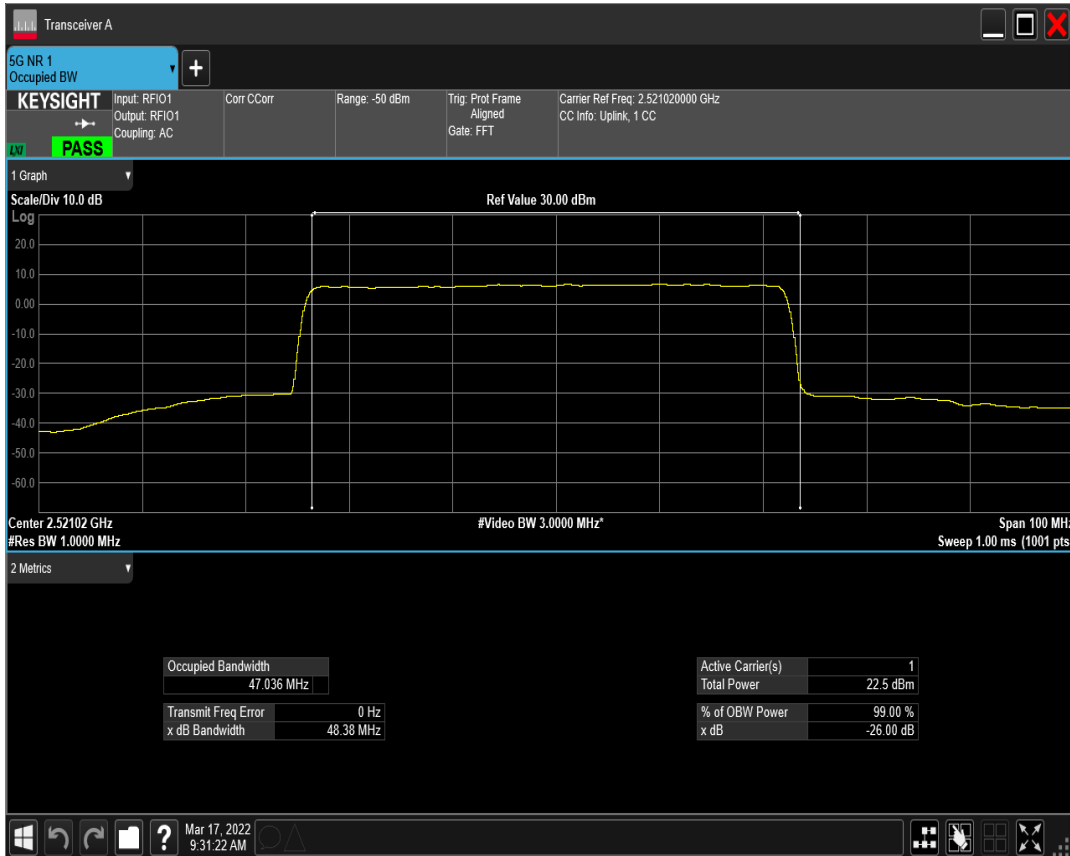 Transceiver A
5G NR 1
Occupied BW
KEYSIGHT
LXI
PASS
Input: RFIO1
Output: RFIO1
Coupling: AC
Corr CCorr
Range: -50 dBm
Trig: Prot Frame
Aligned
Gate: FFT
Carrier Ref Freq: 2.521020000 GHz
CC Info: Uplink, 1 CC
1 Graph
Scale/Div 10.0 dB
Ref Value 30.00 dBm
Log
20.0
10.0
0.00
-10.0
-20.0
-30.0
-40.0
-50.0
-60.0
Center 2.52102 GHz
#Video BW 3.0000 MHz*
Span 100 MHz
#Res BW 1.0000 MHz
Sweep 1.00 ms (1001 pts
2 Metrics
Occupied Bandwidth
47.036 MHz
Transmit Freq Error 0 Hz
x dB Bandwidth 48.38 MHz
Active Carrier(s) 1
Total Power 22.5 dBm
% of OBW Power 99.00 %
x dB -26.00 dB
Mar 17, 2022
9:31:22 AM